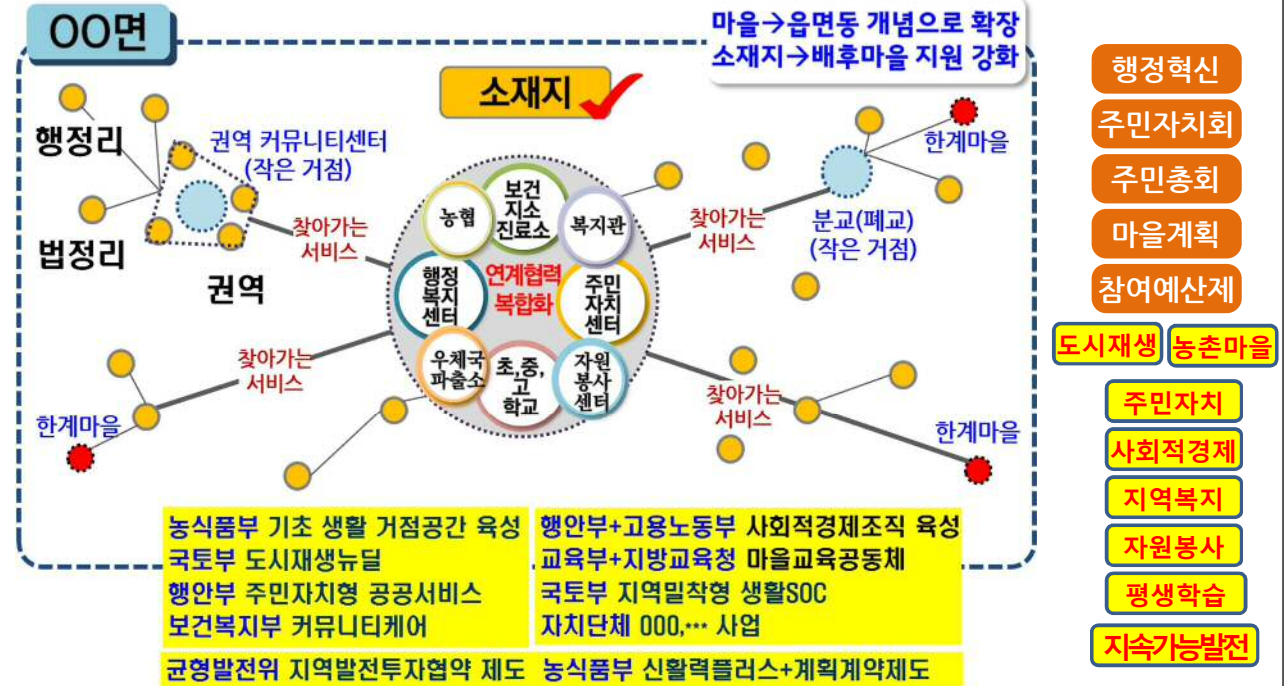 OO면
마을→읍면동 개념으로 확장
소재지→배후마을 지원 강화
소재지
행정리
권역 커뮤니티센터
(작은 거점)
법정리
권역
찾아가는
서비스
찾아가는
서비스
한계마을
분교(폐교)
(작은 거점)
농협
보건
지소
진료소
복지관
행정
복지
센터
연계협력
복합화
주민
자치
센터
우체국
파출소
초,중,
고
학교
자원
봉사
센터
찾아가는
서비스
한계마을
찾아가는
서비스
한계마을
농식품부 기초 생활 거점공간 육성
국토부 도시재생뉴딜
행안부 주민자치형 공공서비스
보건복지부 커뮤니티케어
행안부+고용노동부 사회적경제조직 육성
교육부+지방교육청 마을교육공동체
국토부 지역밀착형 생활SOC
자치단체 000,··· 사업
균형발전위 지역발전투자협약 제도
농식품부 신활력플러스+계획계약제도
행정혁신
주민자치회
주민총회
마을계획
참여예산제
도시재생
농촌마을
주민자치
사회적경제
지역복지
자원봉사
평생학습
지속가능발전